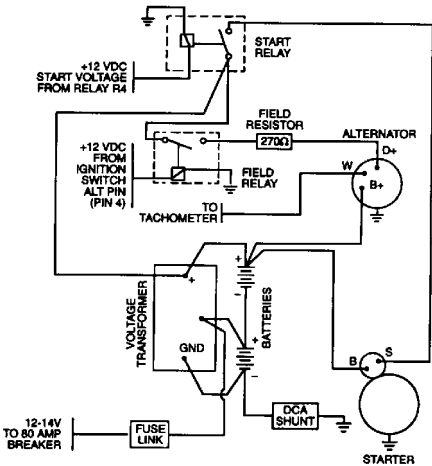 START
RELAY
+12 VDC
START VOLTAGE
FROM RELAY R4
FIELD
RESISTOR
270Ω
ALTERNATOR
D+
W
B+
+12 VDC
FROM
IGNITION
SWITCH
ALT PIN
(PIN 4)
FIELD
RELAY
TO
TACHOMETER
VOLTAGE
TRANSFORMER
+
GND
+
-
BATTERIES
+
-
B
S
12-14V
TO 80 AMP
BREAKER
FUSE
LINK
DCA
SHUNT
STARTER